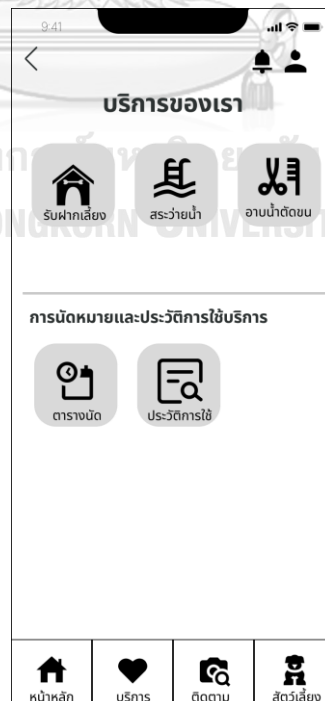 9:41
บริการของเรา
รับฝากเลี้ยง
สระว่ายน้ำ
อาบน้ำตัดขน
การนัดหมายและประวัติการใช้บริการ
ตารางนัด
ประวัติการใช้
หน้าหลัก
บริการ
ติดตาม
สัตว์เลี้ยง